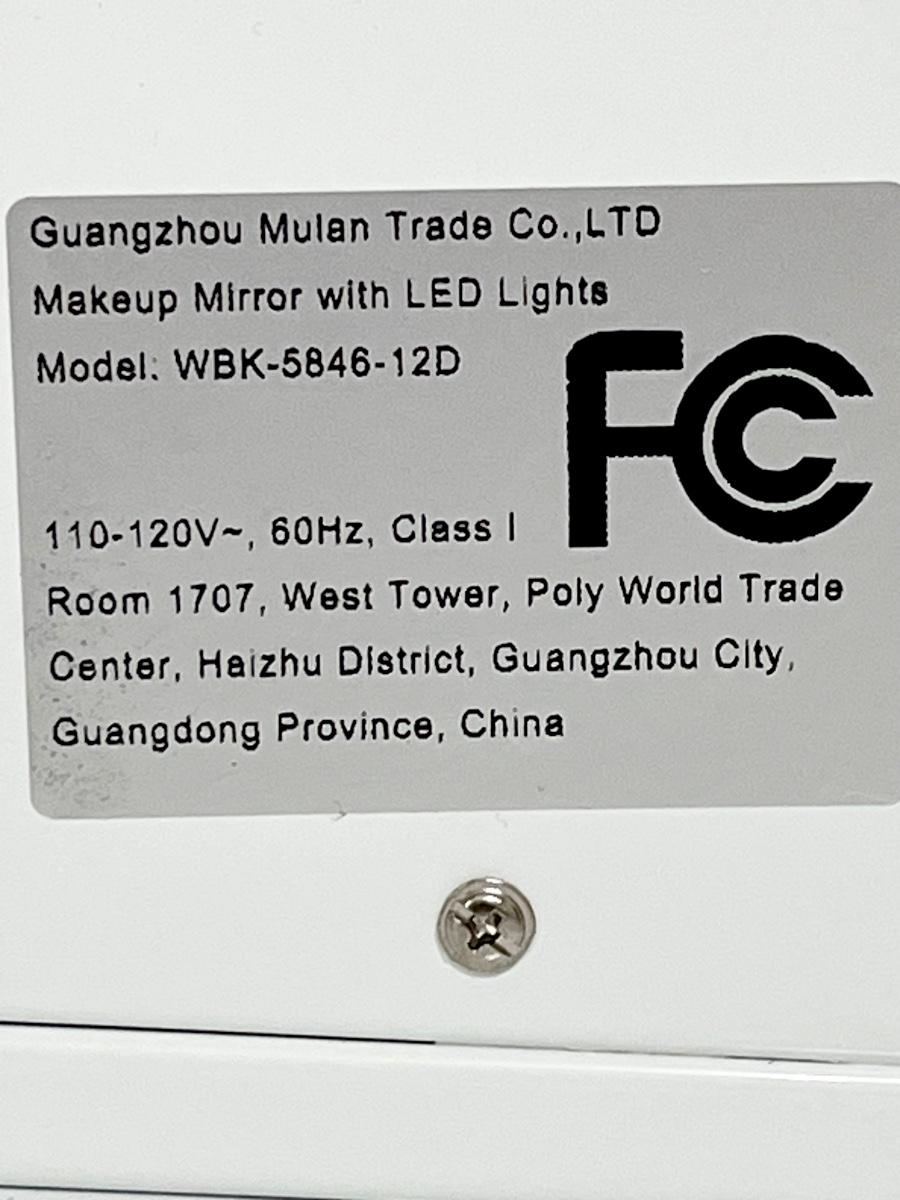 Guangzhou Mulan Trade Co.,LTD
Makeup Mirror with LED Lights
Model: WBK-5846-12D
FC
110-120V~, 60Hz, Class I
Room 1707, West Tower, Poly World Trade
Center, Haizhu District, Guangzhou City,
Guangdong Province, China